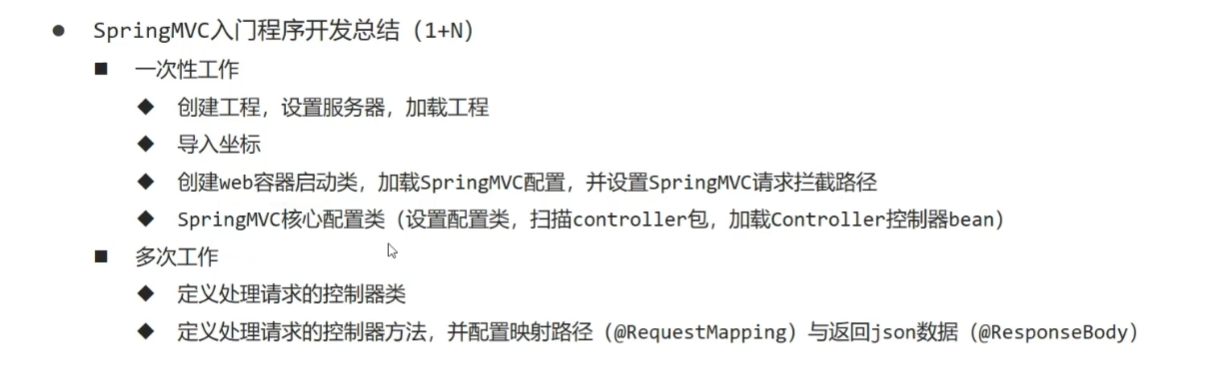 SpringMVC入门程序开发总结（1+N）
一次性工作
创建工程，设置服务器，加载工程
导入坐标
创建web容器启动类，加载SpringMVC配置，并设置SpringMVC请求拦截路径
SpringMVC核心配置类（设置配置类，扫描controller包，加载Controller控制器bean）
多次工作
定义处理请求的控制器类
定义处理请求的控制器方法，并配置映射路径（@RequestMapping）与返回json数据（@ResponseBody）